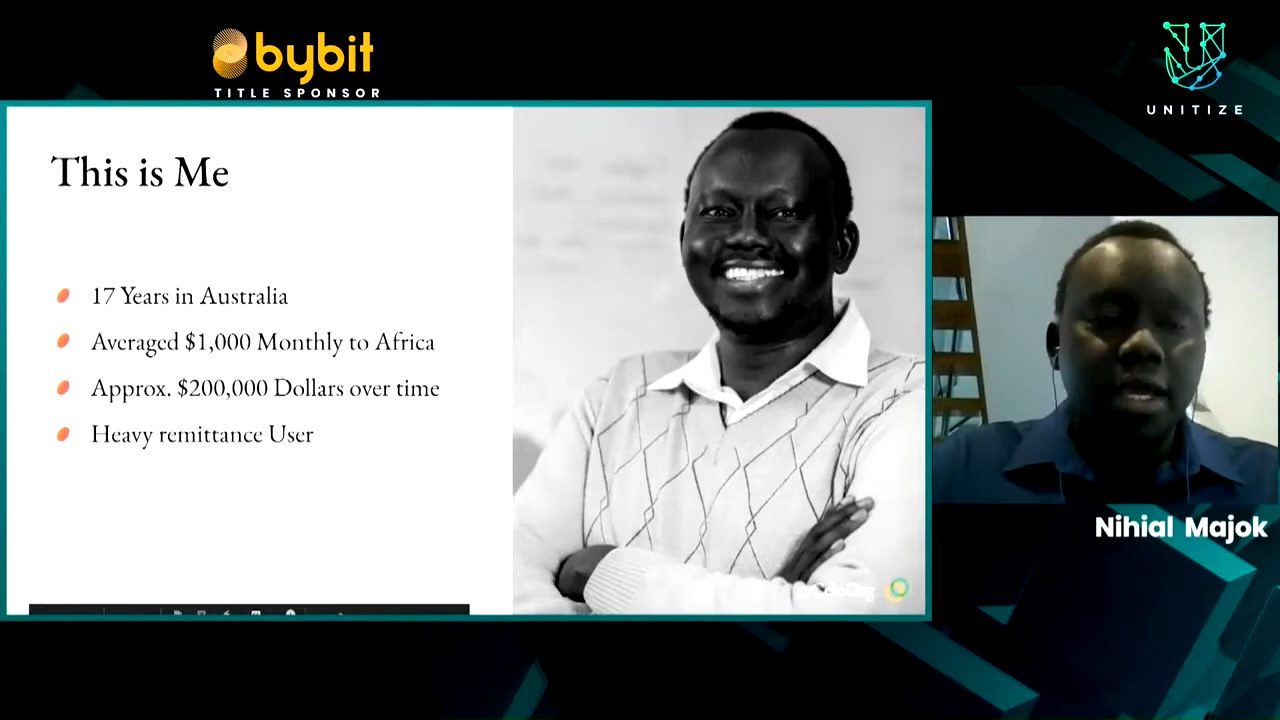 bybit
TITLE SPONSOR
UNITIZE
This is Me
17 Years in Australia
Averaged $1,000 Monthly to Africa
Approx. $200,000 Dollars over time
Heavy remittance User
@CeloOrg
Nihial Majok